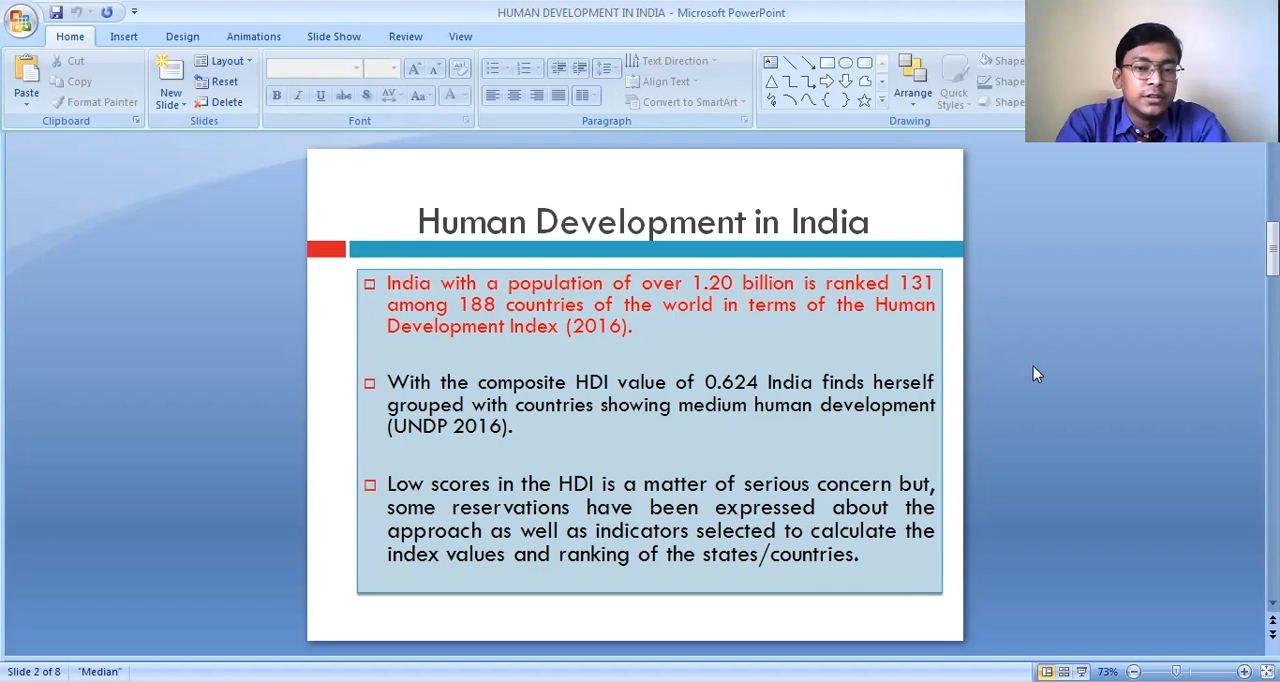 HUMAN DEVELOPMENT IN INDIA - Microsoft PowerPoint
Home Insert Design Animations Slide Show Review View
Paste
Cut
Copy
Format Painter
Clipboard
New
Slide
Layout
Reset
Delete
Slides
B I U abc S AV Aa A
Font
Text Direction
Align Text
Convert to SmartArt
Paragraph
Arrange
Quick
Styles
Shape
Shape
Shape
Drawing
Human Development in India
India with a population of over 1.20 billion is ranked 131
among 188 countries of the world in terms of the Human
Development Index (2016).
With the composite HDI value of 0.624 India finds herself
grouped with countries showing medium human development
(UNDP 2016).
Low scores in the HDI is a matter of serious concern but,
some reservations have been expressed about the
approach as well as indicators selected to calculate the
index values and ranking of the states/countries.
Slide 2 of 8 "Median" 73%